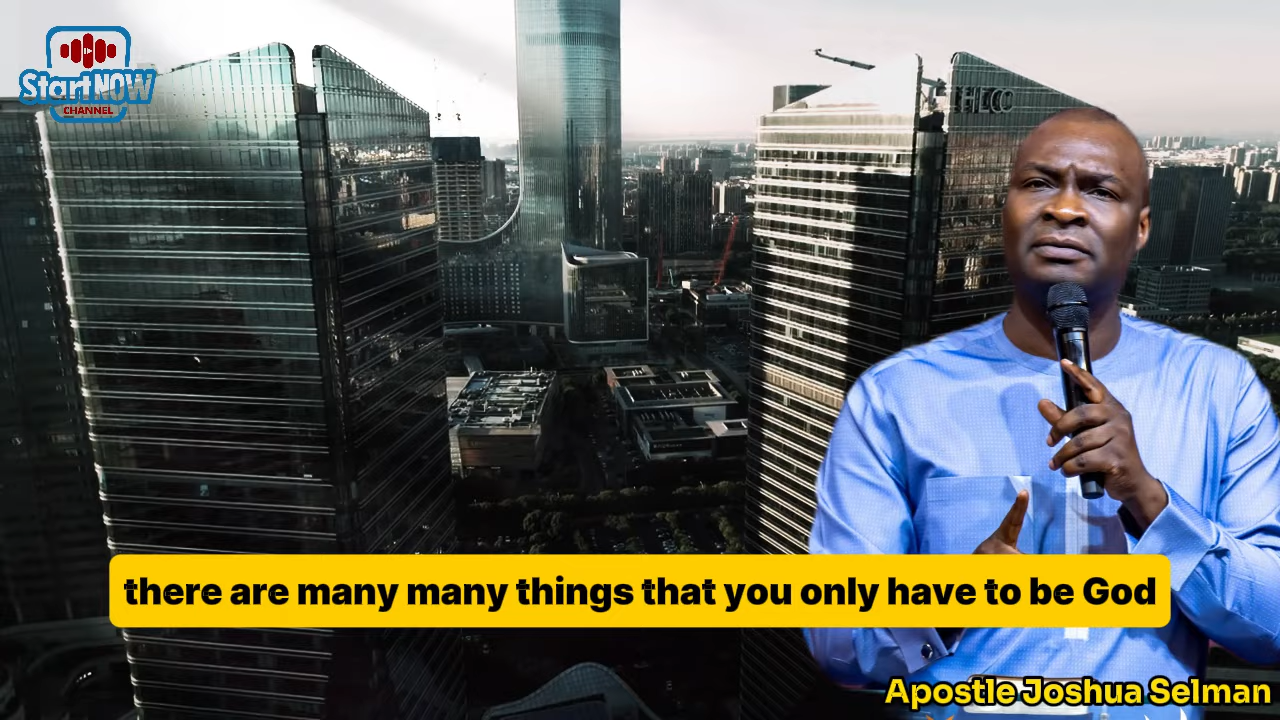 StartNOW
CHANNEL
there are many many things that you only have to be God
Apostle Joshua Selman